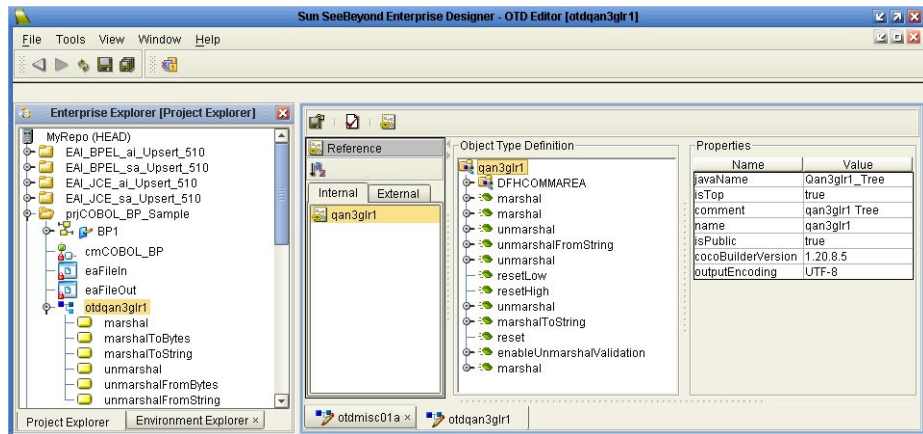 Sun SeeBeyond Enterprise Designer - OTD Editor [otdqan3glr1]
File Tools View Window Help
Enterprise Explorer [Project Explorer]
MyRepo (HEAD)
EAI_BPEL_ai_Upsert_510
EAI_BPEL_sa_Upsert_510
EAI_JCE_ai_Upsert_510
EAI_JCE_sa_Upsert_510
prjCOBOL_BP_Sample
BP1
cmCOBOL_BP
eaFileIn
eaFileOut
otdqan3glr1
marshal
marshalToBytes
marshalToString
unmarshal
unmarshalFromBytes
unmarshalFromString
Project Explorer
Environment Explorer ×
Reference
Internal
External
qan3glr1
Object Type Definition
qan3glr1
DFHCOMMAREA
marshal
marshal
unmarshal
unmarshalFromString
unmarshal
resetLow
resetHigh
unmarshal
marshalToString
reset
enableUnmarshalValidation
marshal
Properties
Name Value
javaName Qan3glr1_Tree
isTop true
comment qan3glr1 Tree
name qan3glr1
isPublic true
cocoBuilderVersion 1.20.8.5
outputEncoding UTF-8
otdmisc01a ×
otdqan3glr1